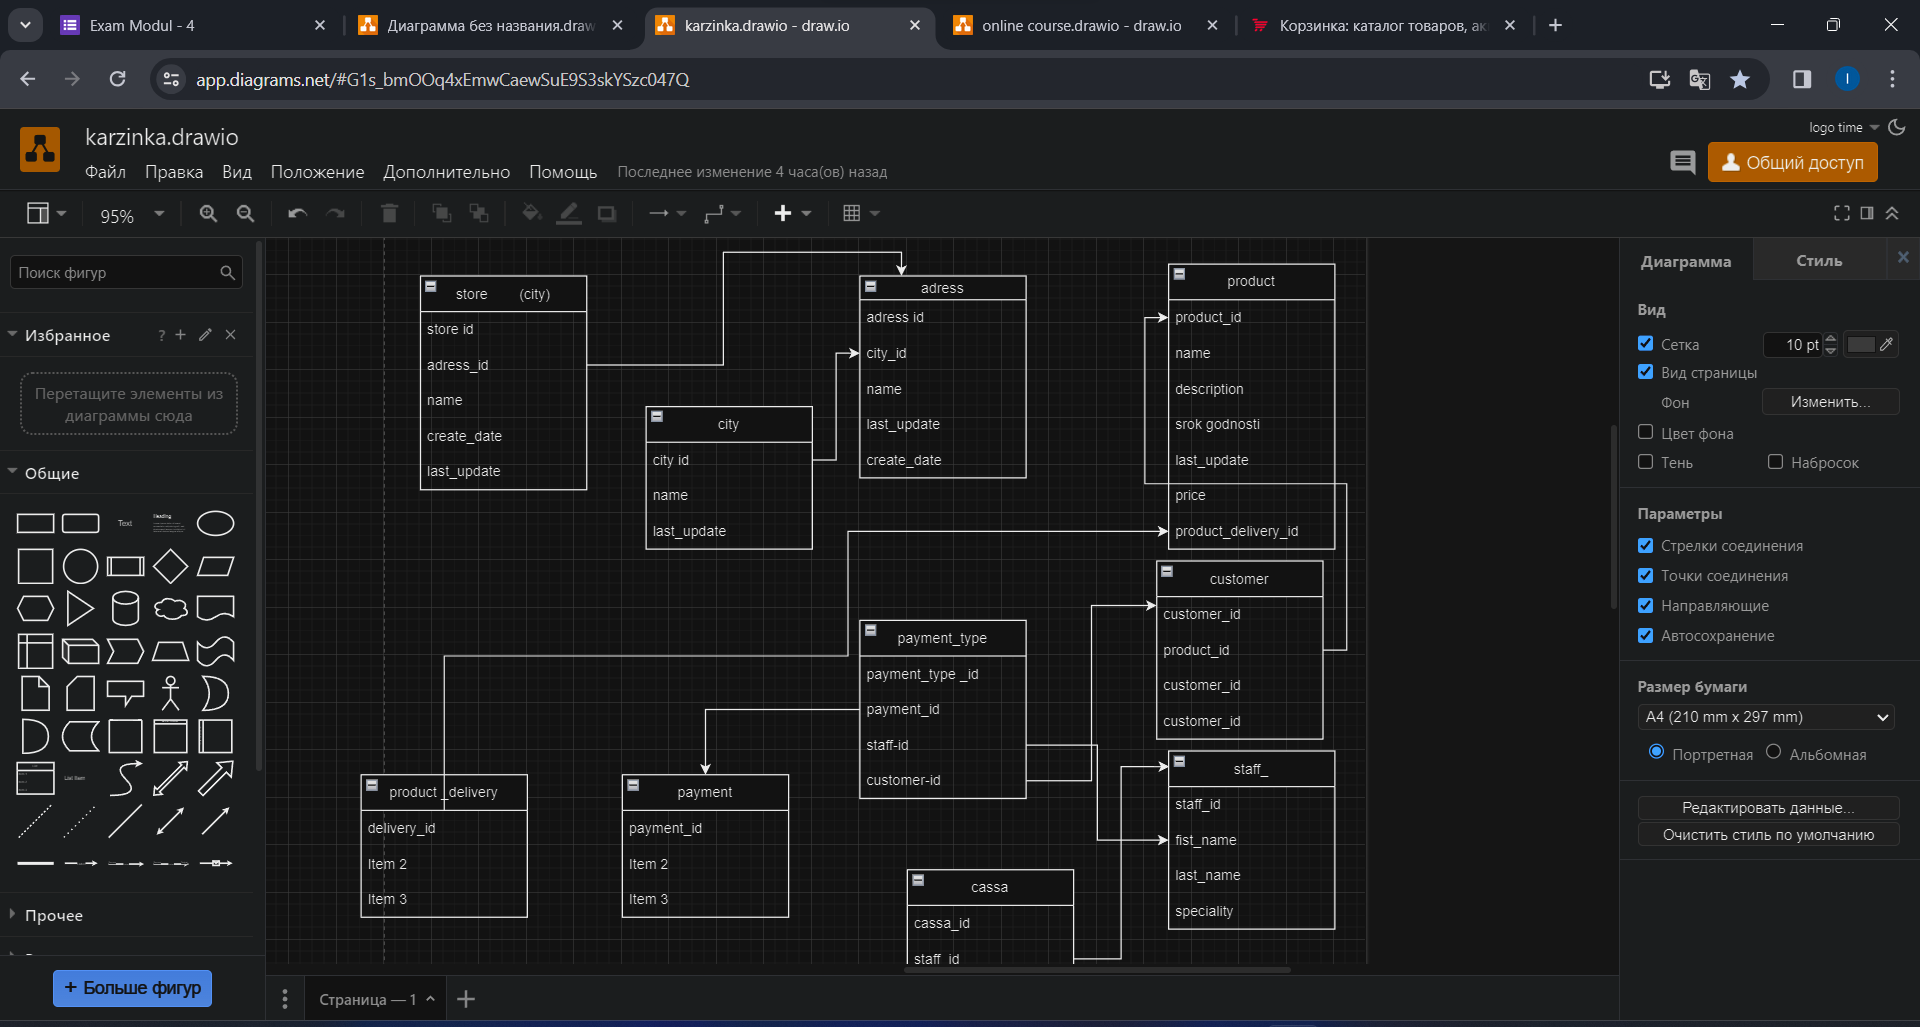 Exam Modul - 4
Диаграмма без названия.draw
karzinka.drawio - draw.io
online course.drawio - draw.io
Корзинка: каталог товаров, ак
app.diagrams.net/#G1s_bmOOq4xEmwCaewSuE9S3skYSzc047Q
I
karzinka.drawio
logo time
Файл Правка Вид Положение Дополнительно Помощь Последнее изменение 4 часа(ов) назад
Общий доступ
95%
Поиск фигур
Избранное
?
Перетащите элементы из
диаграммы сюда
Общие
Text
Heading
List Item
Прочее
+ Больше фигур
store (city)
store id
adress_id
name
create_date
last_update
city
city id
name
last_update
adress
adress id
city_id
name
last_update
create_date
product
product_id
name
description
srok godnosti
last_update
price
product_delivery_id
customer
customer_id
product_id
customer_id
customer_id
payment_type
payment_type _id
payment_id
staff-id
customer-id
product _delivery
delivery_id
Item 2
Item 3
payment
payment_id
Item 2
Item 3
staff_
staff_id
fist_name
last_name
speciality
cassa
cassa_id
staff_id
Страница — 1
Диаграмма
Стиль
Вид
Сетка
10 pt
Вид страницы
Фон
Изменить...
Цвет фона
Тень
Набросок
Параметры
Стрелки соединения
Точки соединения
Направляющие
Автосохранение
Размер бумаги
A4 (210 mm x 297 mm)
Портретная
Альбомная
Редактировать данные...
Очистить стиль по умолчанию